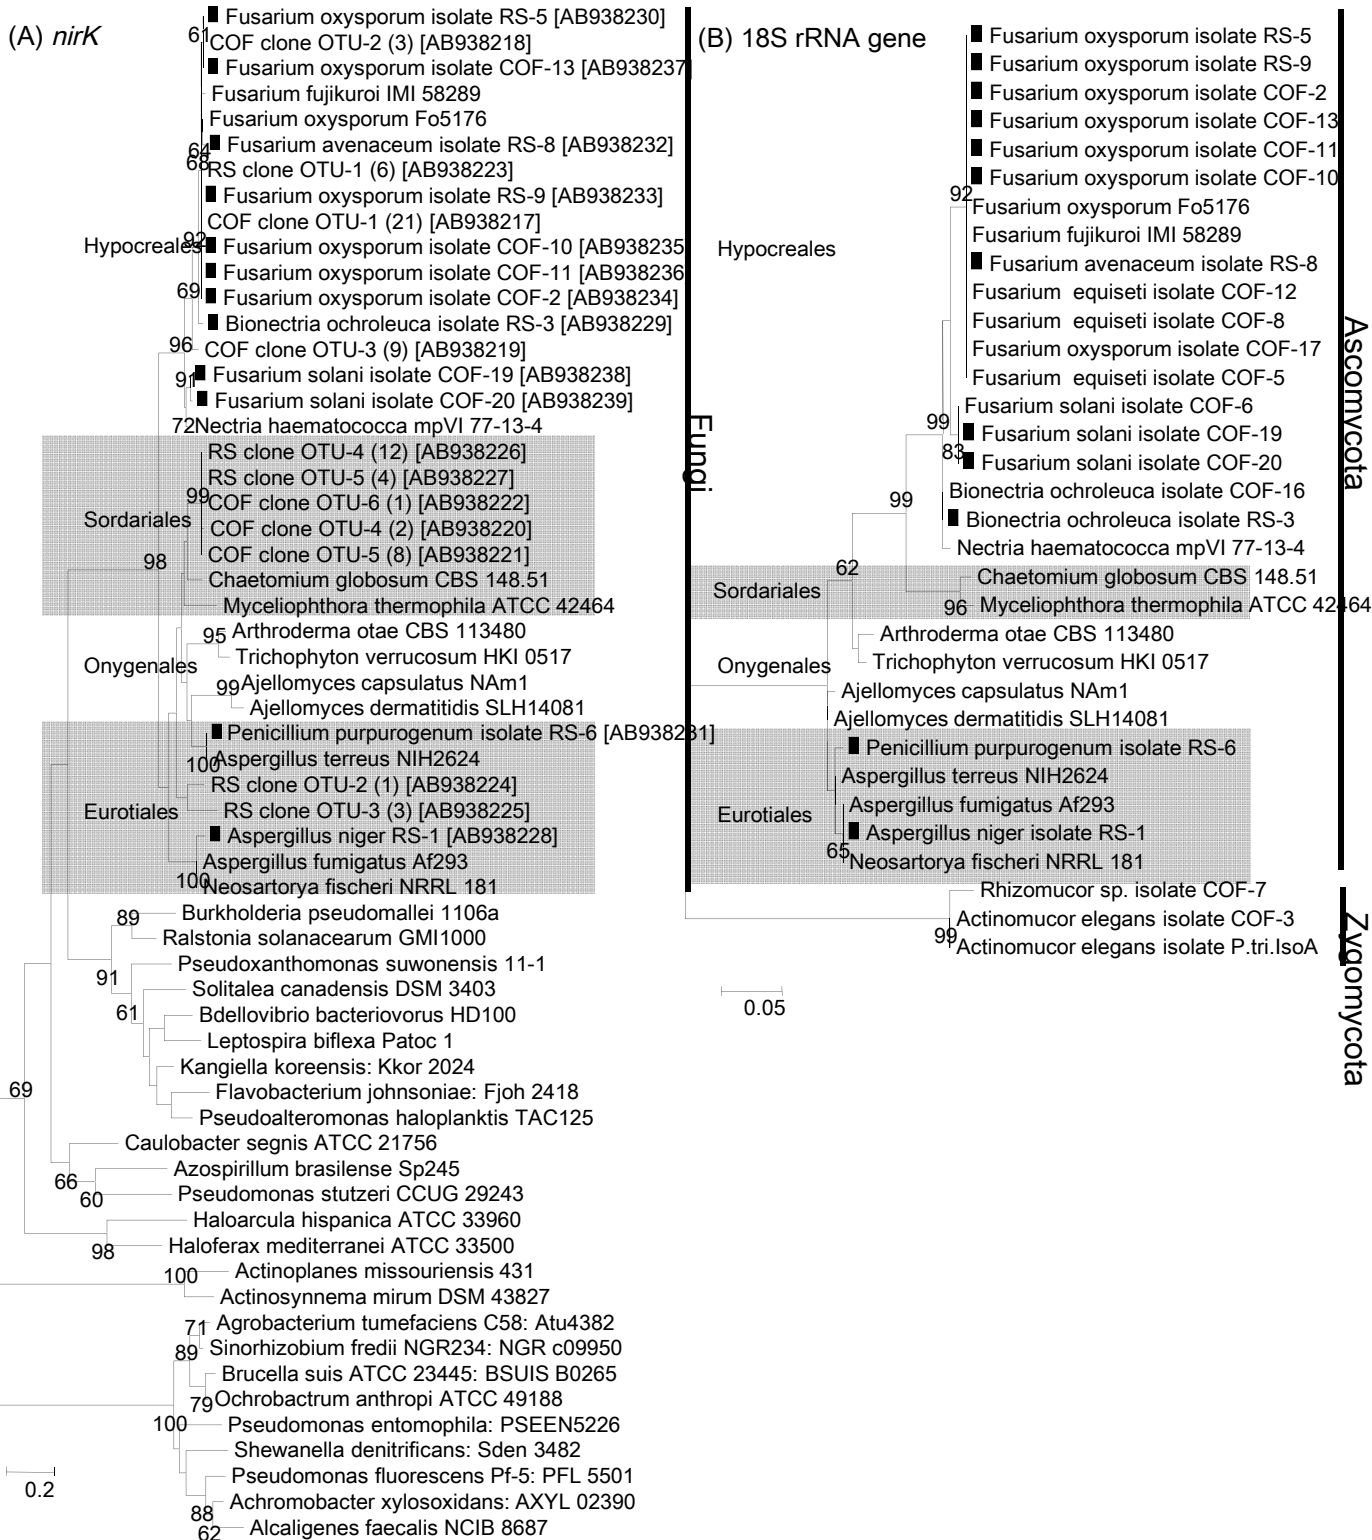 (A) nirK
Fusarium oxysporum isolate RS-5 [AB938230]
61
COF clone OTU-2 (3) [AB938218]
Fusarium oxysporum isolate COF-13 [AB938237]
Fusarium fujikuroi IMI 58289
Fusarium oxysporum Fo5176
64
Fusarium avenaceum isolate RS-8 [AB938232]
68
RS clone OTU-1 (6) [AB938223]
Fusarium oxysporum isolate RS-9 [AB938233]
COF clone OTU-1 (21) [AB938217]
Hypocreales
92
Fusarium oxysporum isolate COF-10 [AB938235
Fusarium oxysporum isolate COF-11 [AB938236
69
Fusarium oxysporum isolate COF-2 [AB938234]
Bionectria ochroleuca isolate RS-3 [AB938229]
96
COF clone OTU-3 (9) [AB938219]
91
Fusarium solani isolate COF-19 [AB938238]
Fusarium solani isolate COF-20 [AB938239]
72
Nectria haematococca mpVI 77-13-4
RS clone OTU-4 (12) [AB938226]
RS clone OTU-5 (4) [AB938227]
99
COF clone OTU-6 (1) [AB938222]
Sordariales
COF clone OTU-4 (2) [AB938220]
COF clone OTU-5 (8) [AB938221]
98
Chaetomium globosum CBS 148.51
Myceliophthora thermophila ATCC 42464
95
Arthroderma otae CBS 113480
Trichophyton verrucosum HKI 0517
Onygenales
99
Ajellomyces capsulatus NAm1
Ajellomyces dermatitidis SLH14081
Penicillium purpurogenum isolate RS-6 [AB938231]
100
Aspergillus terreus NIH2624
RS clone OTU-2 (1) [AB938224]
RS clone OTU-3 (3) [AB938225]
Eurotiales
Aspergillus niger RS-1 [AB938228]
Aspergillus fumigatus Af293
100
Neosartorya fischeri NRRL 181
Fungi
89
Burkholderia pseudomallei 1106a
Ralstonia solanacearum GMI1000
91
Pseudoxanthomonas suwonensis 11-1
Solitalea canadensis DSM 3403
61
Bdellovibrio bacteriovorus HD100
Leptospira biflexa Patoc 1
Kangiella koreensis: Kkor 2024
69
Flavobacterium johnsoniae: Fjoh 2418
Pseudoalteromonas haloplanktis TAC125
Caulobacter segnis ATCC 21756
66
Azospirillum brasilense Sp245
60
Pseudomonas stutzeri CCUG 29243
Haloarcula hispanica ATCC 33960
98
Haloferax mediterranei ATCC 33500
100
Actinoplanes missouriensis 431
Actinosynnema mirum DSM 43827
71
Agrobacterium tumefaciens C58: Atu4382
89
Sinorhizobium fredii NGR234: NGR c09950
Brucella suis ATCC 23445: BSUIS B0265
79
Ochrobactrum anthropi ATCC 49188
100
Pseudomonas entomophila: PSEEN5226
Shewanella denitrificans: Sden 3482
Pseudomonas fluorescens Pf-5: PFL 5501
88
Achromobacter xylosoxidans: AXYL 02390
62
Alcaligenes faecalis NCIB 8687
0.2
(B) 18S rRNA gene
Fusarium oxysporum isolate RS-5
Fusarium oxysporum isolate RS-9
Fusarium oxysporum isolate COF-2
Fusarium oxysporum isolate COF-13
Fusarium oxysporum isolate COF-11
Fusarium oxysporum isolate COF-10
92
Fusarium oxysporum Fo5176
Fusarium fujikuroi IMI 58289
Hypocreales
Fusarium avenaceum isolate RS-8
Fusarium equiseti isolate COF-12
Fusarium equiseti isolate COF-8
Fusarium oxysporum isolate COF-17
Fusarium equiseti isolate COF-5
Fusarium solani isolate COF-6
99
Fusarium solani isolate COF-19
83
Fusarium solani isolate COF-20
99
Bionectria ochroleuca isolate COF-16
Bionectria ochroleuca isolate RS-3
Nectria haematococca mpVI 77-13-4
62
Chaetomium globosum CBS 148.51
Sordariales
96
Myceliophthora thermophila ATCC 42464
Arthroderma otae CBS 113480
Trichophyton verrucosum HKI 0517
Onygenales
Ajellomyces capsulatus NAm1
Ajellomyces dermatitidis SLH14081
Penicillium purpurogenum isolate RS-6
Aspergillus terreus NIH2624
Aspergillus fumigatus Af293
Eurotiales
Aspergillus niger isolate RS-1
65
Neosartorya fischeri NRRL 181
Rhizomucor sp. isolate COF-7
Actinomucor elegans isolate COF-3
99
Actinomucor elegans isolate P.tri.IsoA
0.05
Ascomycota
Zygomycota